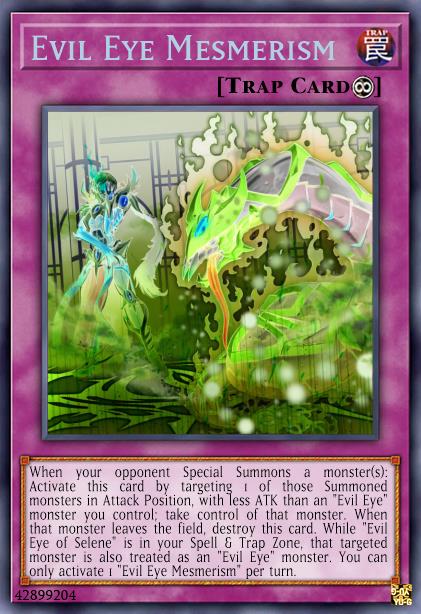 Evil Eye Mesmerism
TRAP
罠
[Trap Card]
When your opponent Special Summons a monster(s):
Activate this card by targeting 1 of those Summoned
monsters in Attack Position, with less ATK than an "Evil Eye"
monster you control; take control of that monster. When
that monster leaves the field, destroy this card. While "Evil
Eye of Selene" is in your Spell & Trap Zone, that targeted
monster is also treated as an "Evil Eye" monster. You can
only activate 1 "Evil Eye Mesmerism" per turn.
42899204